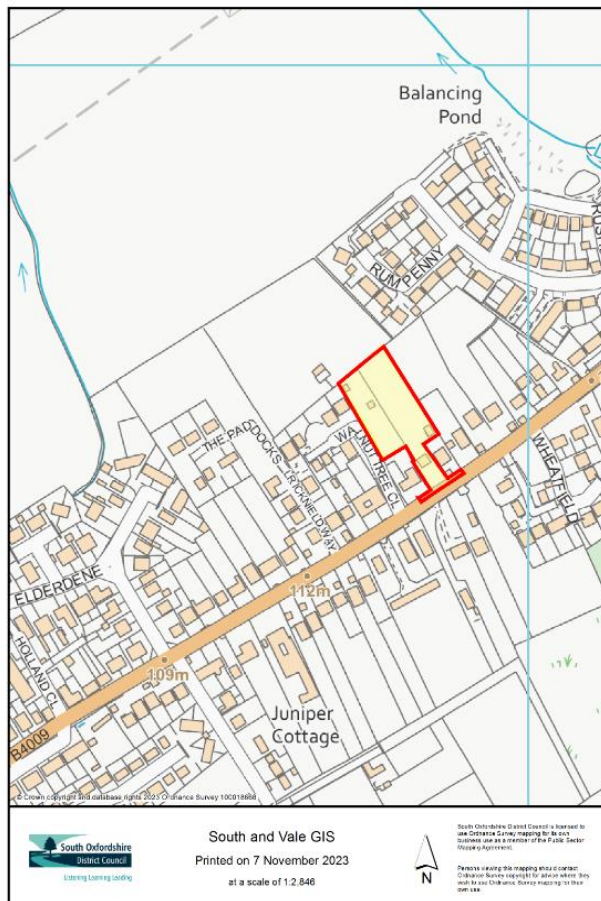 Balancing
Pond
RUMPENNY
THE PADDOCKS
WALNUT TREE CL
WHEATFIELD
ELDERDENE
112m
HOLLAND CL
109m
Juniper
Cottage
B4009
© Crown copyright and database rights 2023 Ordnance Survey 100018668
South Oxfordshire
District Council
Listening Learning Leading
South and Vale GIS
Printed on 7 November 2023
at a scale of 1:2,846
N
South Oxfordshire District Council is licensed to
use Ordnance Survey mapping for its own
business use as a member of the Public Sector
Mapping Agreement.
Persons viewing this mapping should contact
Ordnance Survey copyright for advice where they
wish to use Ordnance Survey mapping for their
own use.